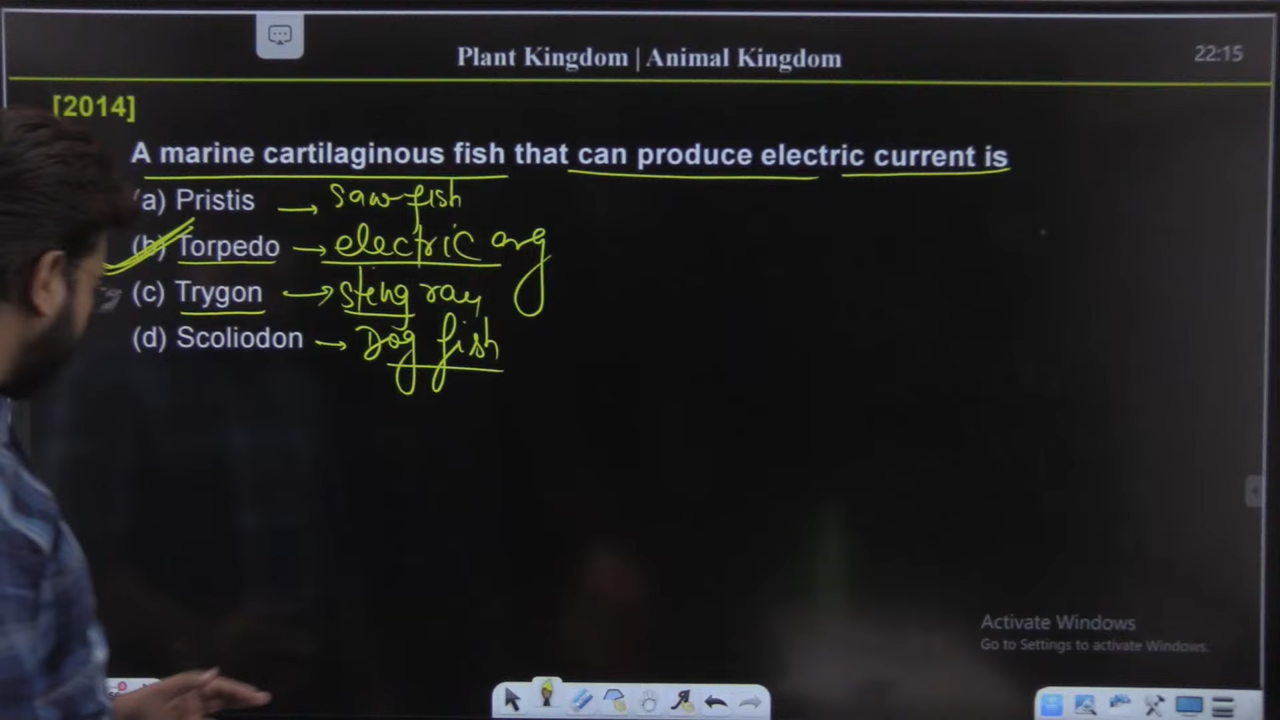 Plant Kingdom | Animal Kingdom
22:15
[2014]
A marine cartilaginous fish that can produce electric current is
(a) Pristis → saw fish
(b) Torpedo → electric org
(c) Trygon → sting ray
(d) Scoliodon → Dog fish
Activate Windows
Go to Settings to activate Windows.